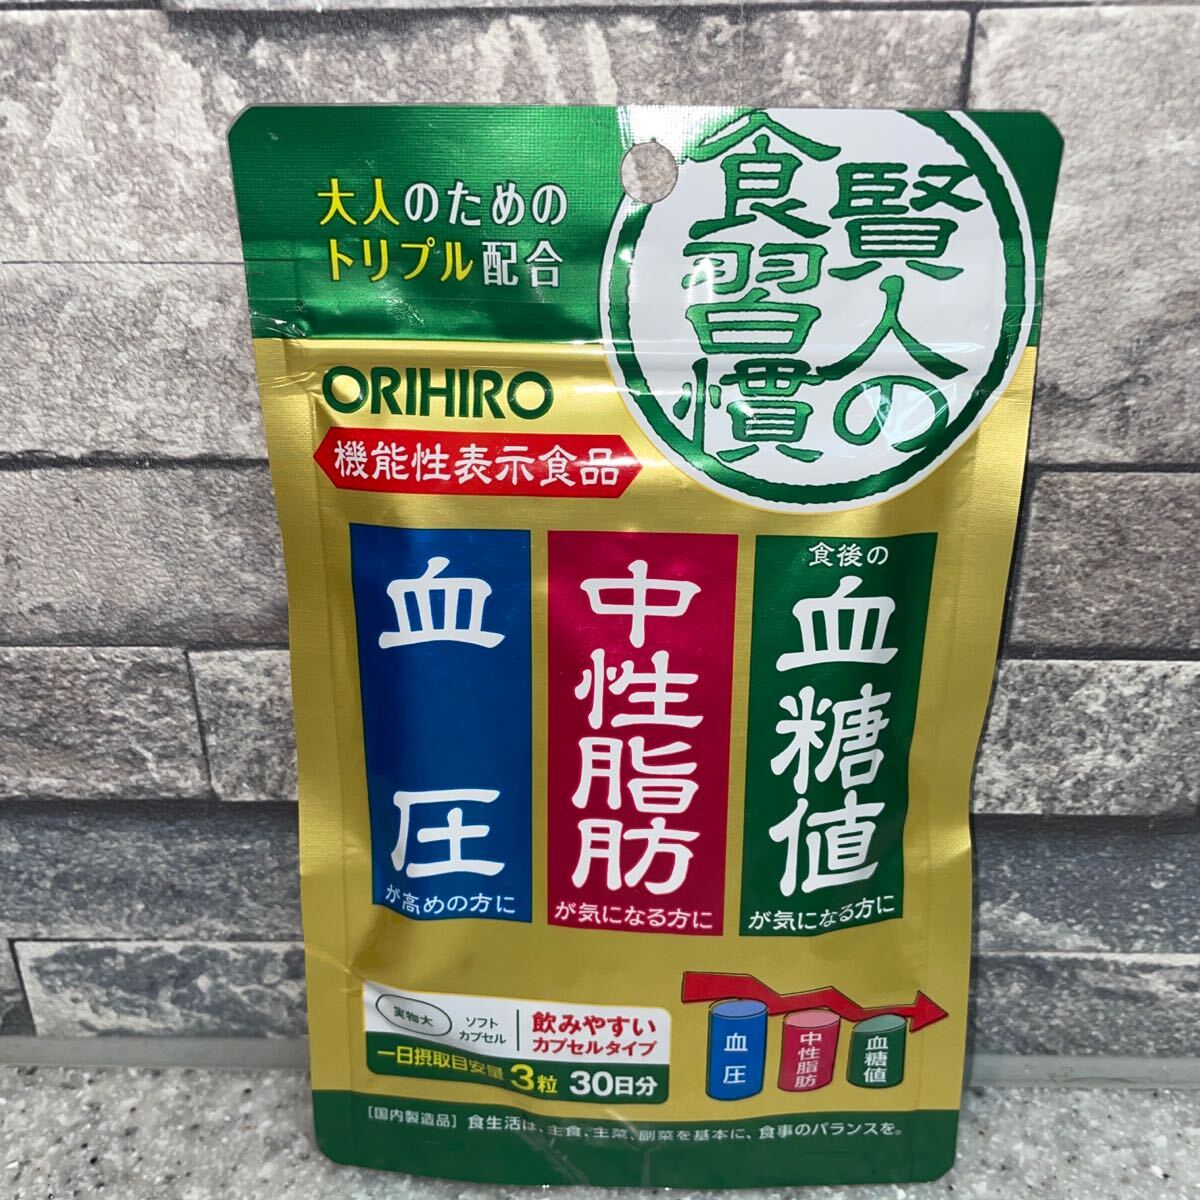 大人のための
トリプル配合
賢人の
食習慣
ORIHIRO
機能性表示食品
血圧
が高めの方に
中性脂肪
が気になる方に
食後の
血糖値
が気になる方に
実物大
ソフト
カプセル
飲みやすい
カプセルタイプ
一日摂取目安量 3粒 30日分
血圧
中性脂肪
血糖値
[国内製造品] 食生活は、主食、主菜、副菜を基本に、食事のバランスを。